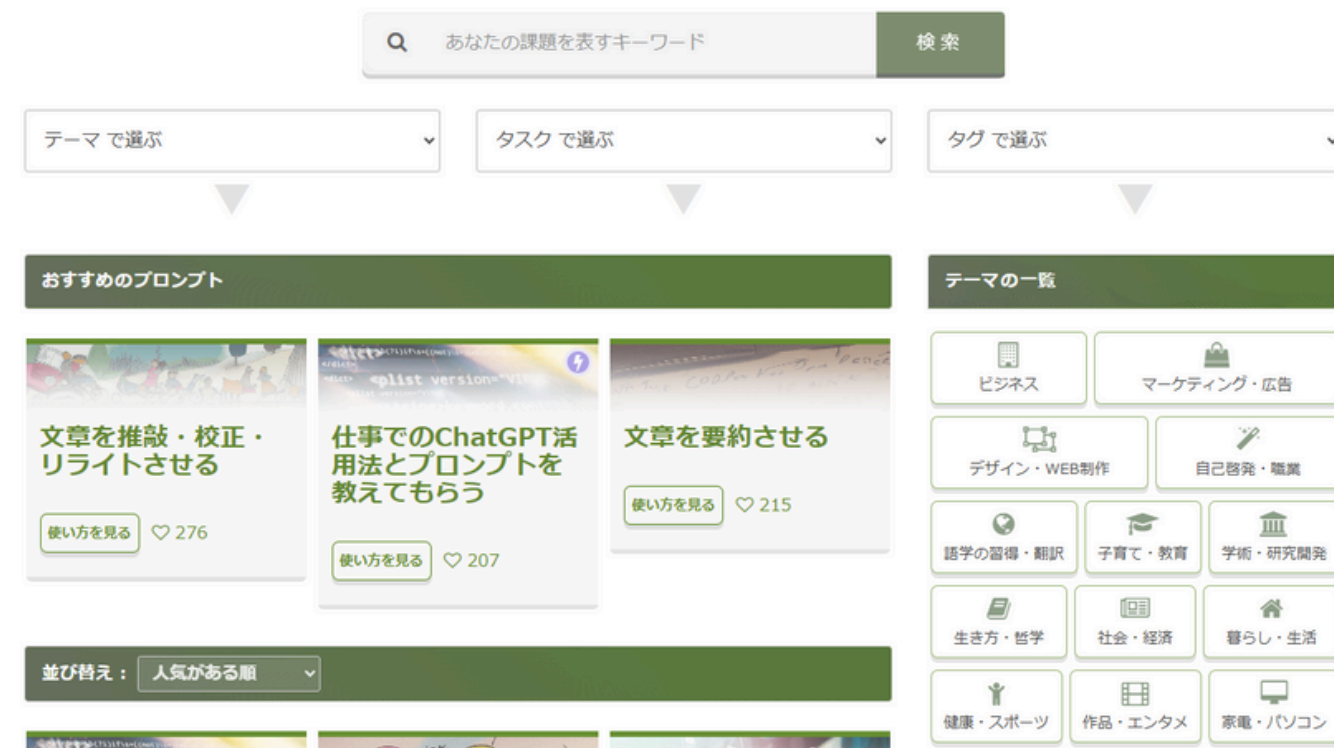 あなたの課題を表すキーワード
検 索
テーマ で選ぶ
タスク で選ぶ
タグ で選ぶ
おすすめのプロンプト
文章を推敲・校正・
リライトさせる
使い方を見る 276
<plist version="
仕事でのChatGPT活
用法とプロンプトを
教えてもらう
使い方を見る 207
文章を要約させる
使い方を見る 215
並び替え： 人気がある順
テーマの一覧
ビジネス
マーケティング・広告
デザイン・WEB制作
自己啓発・職業
語学の習得・翻訳
子育て・教育
学術・研究開発
生き方・哲学
社会・経済
暮らし・生活
健康・スポーツ
作品・エンタメ
家電・パソコン